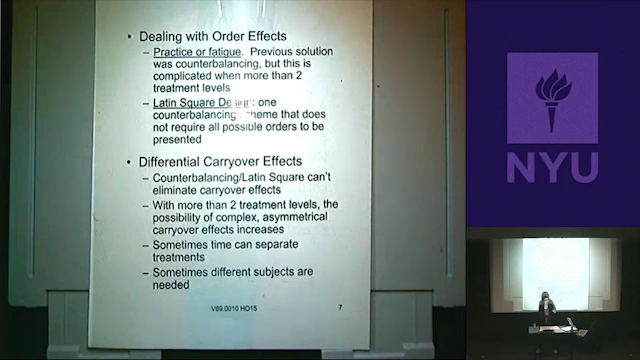 • Dealing with Order Effects
– Practice or fatigue. Previous solution
was counterbalancing, but this is
complicated when more than 2
treatment levels
– Latin Square Design: one
counterbalancing scheme that does
not require all possible orders to be
presented
• Differential Carryover Effects
– Counterbalancing/Latin Square can't
eliminate carryover effects
– With more than 2 treatment levels, the
possibility of complex, asymmetrical
carryover effects increases
– Sometimes time can separate
treatments
– Sometimes different subjects are
needed
V89.0010 HO15 7
NYU